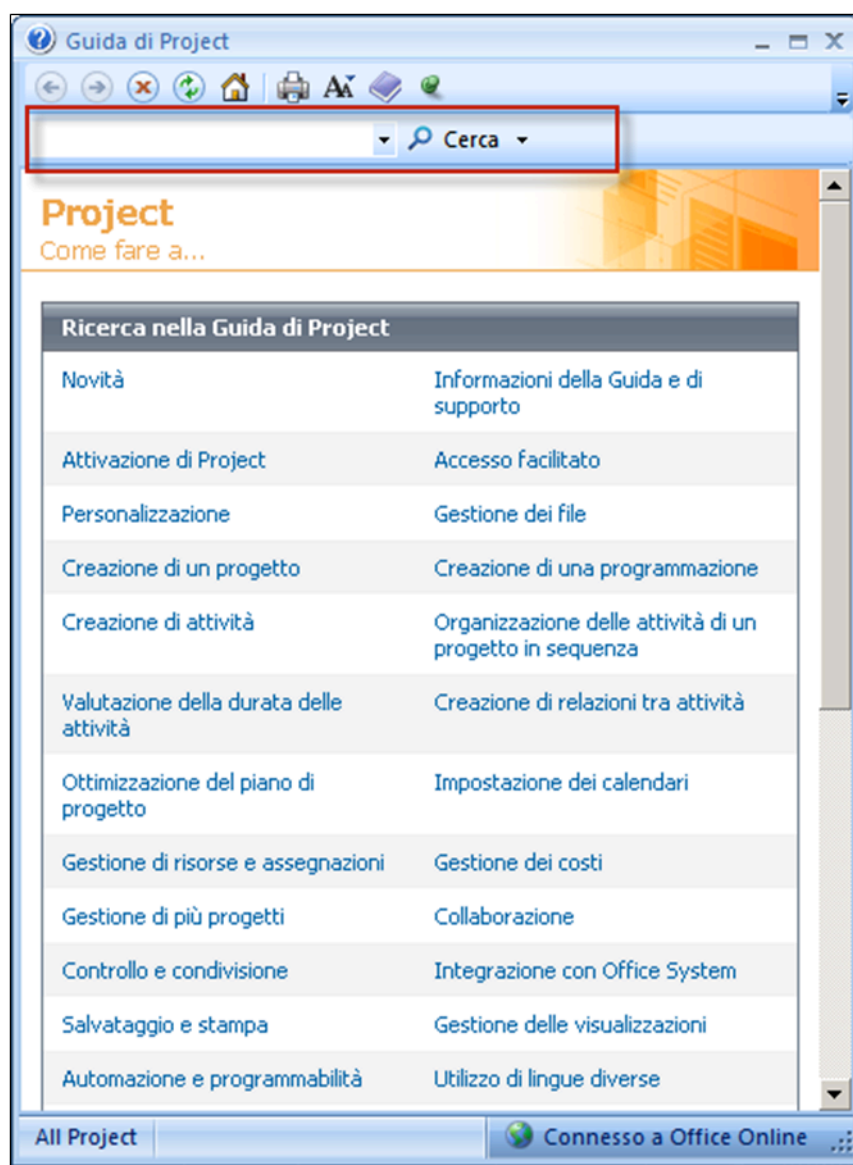 Guida di Project
Cerca
Project
Come fare a...
Ricerca nella Guida di Project
Novità
Informazioni della Guida e di
supporto
Attivazione di Project
Accesso facilitato
Personalizzazione
Gestione dei file
Creazione di un progetto
Creazione di una programmazione
Creazione di attività
Organizzazione delle attività di un
progetto in sequenza
Valutazione della durata delle
attività
Creazione di relazioni tra attività
Ottimizzazione del piano di
progetto
Impostazione dei calendari
Gestione di risorse e assegnazioni
Gestione dei costi
Gestione di più progetti
Collaborazione
Controllo e condivisione
Integrazione con Office System
Salvataggio e stampa
Gestione delle visualizzazioni
Automazione e programmabilità
Utilizzo di lingue diverse
All Project
Connesso a Office Online